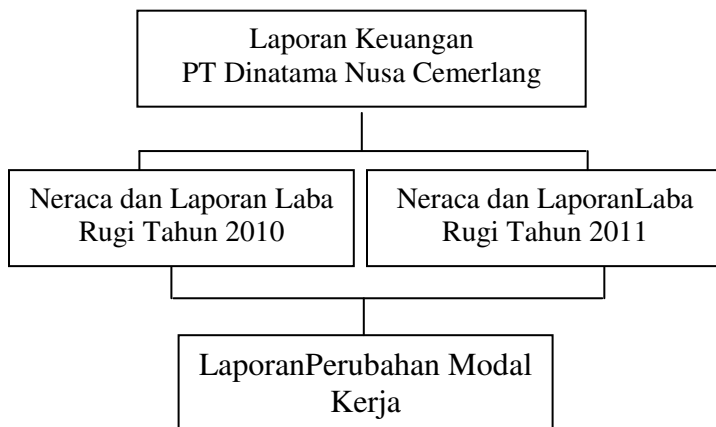 Laporan Keuangan
PT Dinatama Nusa Cemerlang
Neraca dan Laporan Laba
Rugi Tahun 2010
Neraca dan LaporanLaba
Rugi Tahun 2011
LaporanPerubahan Modal
Kerja